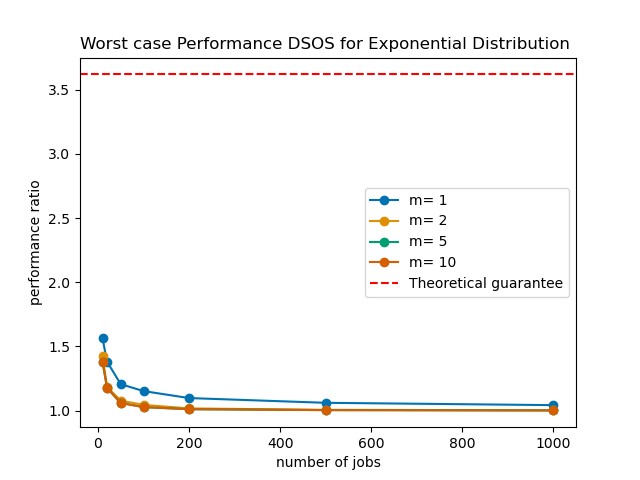 Worst case Performance DSOS for Exponential Distribution
performance ratio
3.5
3.0
2.5
2.0
1.5
1.0
m= 1
m= 2
m= 5
m= 10
Theoretical guarantee
0 200 400 600 800 1000
number of jobs